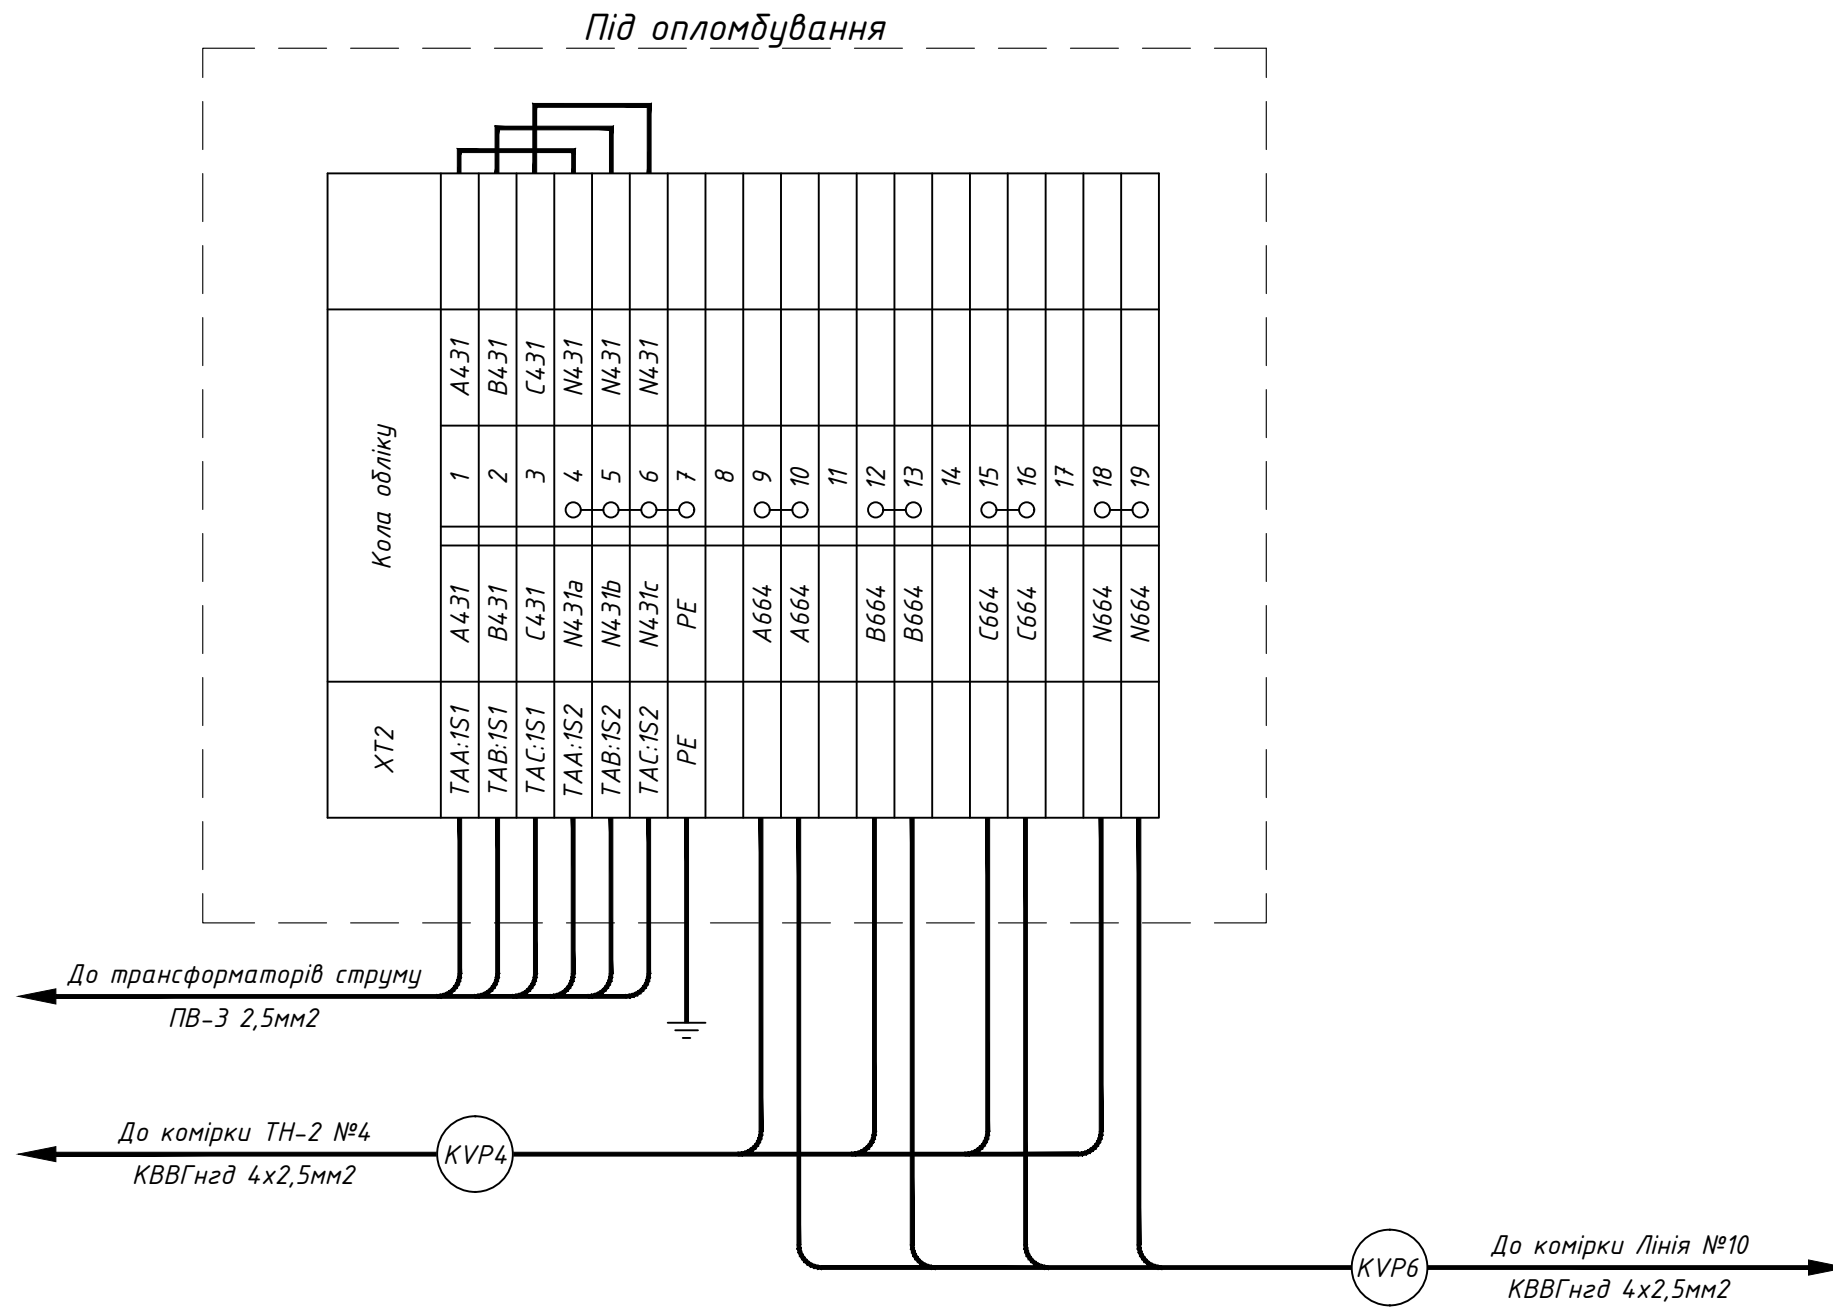 Під опломбування
Кола обліку
A431
B431
C431
N431
N431
N431
1
2
3
4
5
6
7
8
9
10
11
12
13
14
15
16
17
18
19
A431
B431
C431
N431a
N431b
N431c
PE
A664
A664
B664
B664
C664
C664
N664
N664
XT2
TAA:1S1
TAB:1S1
TAC:1S1
TAA:1S2
TAB:1S2
TAC:1S2
PE
До трансформаторів струму
ПВ-3 2,5мм2
До комірки ТН-2 №4
KVP4
КВВГнгд 4х2,5мм2
До комірки Лінія №10
KVP6
КВВГнгд 4х2,5мм2